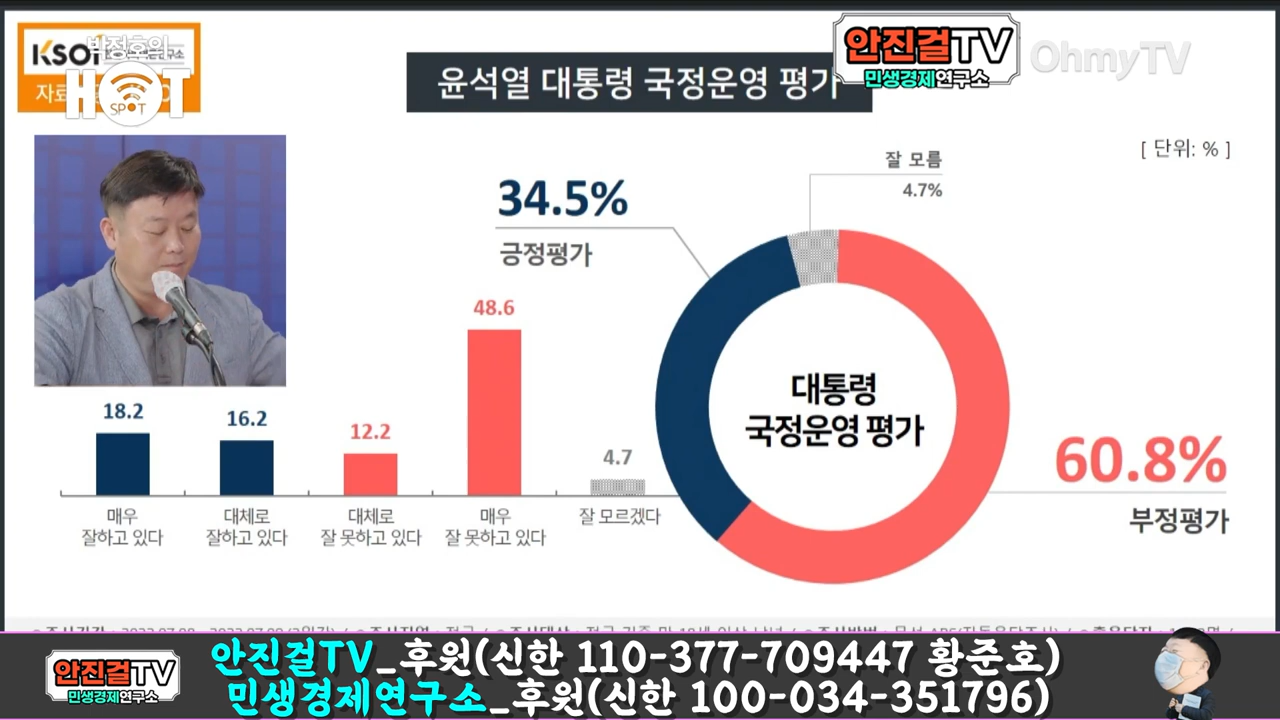 KSOI
박정호의
HOT
SPOT
윤석열 대통령 국정운영 평가
안진걸TV
민생경제연구소
OhmyTV
[ 단위: % ]
잘 모름
4.7%
34.5%
긍정평가
48.6
18.2
16.2
12.2
4.7
대통령
국정운영 평가
60.8%
부정평가
매우
잘하고 있다
대체로
잘하고 있다
대체로
잘 못하고 있다
매우
잘 못하고 있다
잘 모르겠다
안진걸TV
민생경제연구소
안진걸TV_후원(신한 110-377-709447 황준호)
민생경제연구소_후원(신한 100-034-351796)